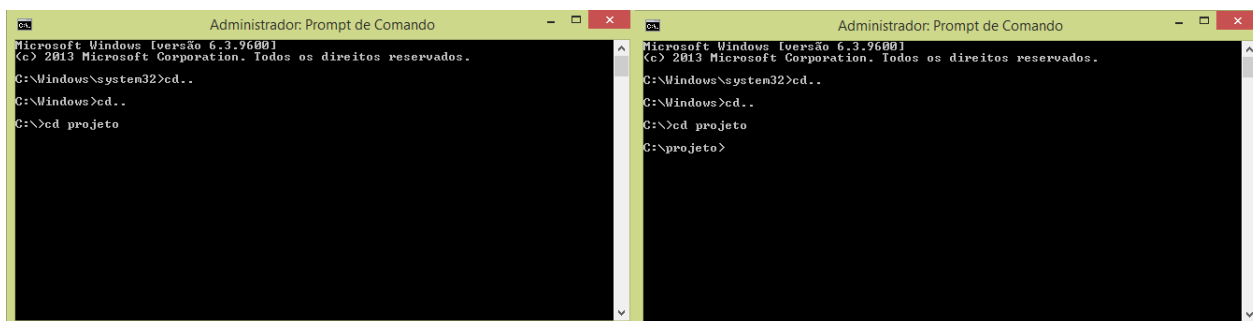 Administrador: Prompt de Comando
Microsoft Windows [versão 6.3.9600]
(c) 2013 Microsoft Corporation. Todos os direitos reservados.
C:\Windows\system32>cd..
C:\Windows>cd..
C:\>cd projeto
Administrador: Prompt de Comando
Microsoft Windows [versão 6.3.9600]
(c) 2013 Microsoft Corporation. Todos os direitos reservados.
C:\Windows\system32>cd..
C:\Windows>cd..
C:\>cd projeto
C:\projeto>